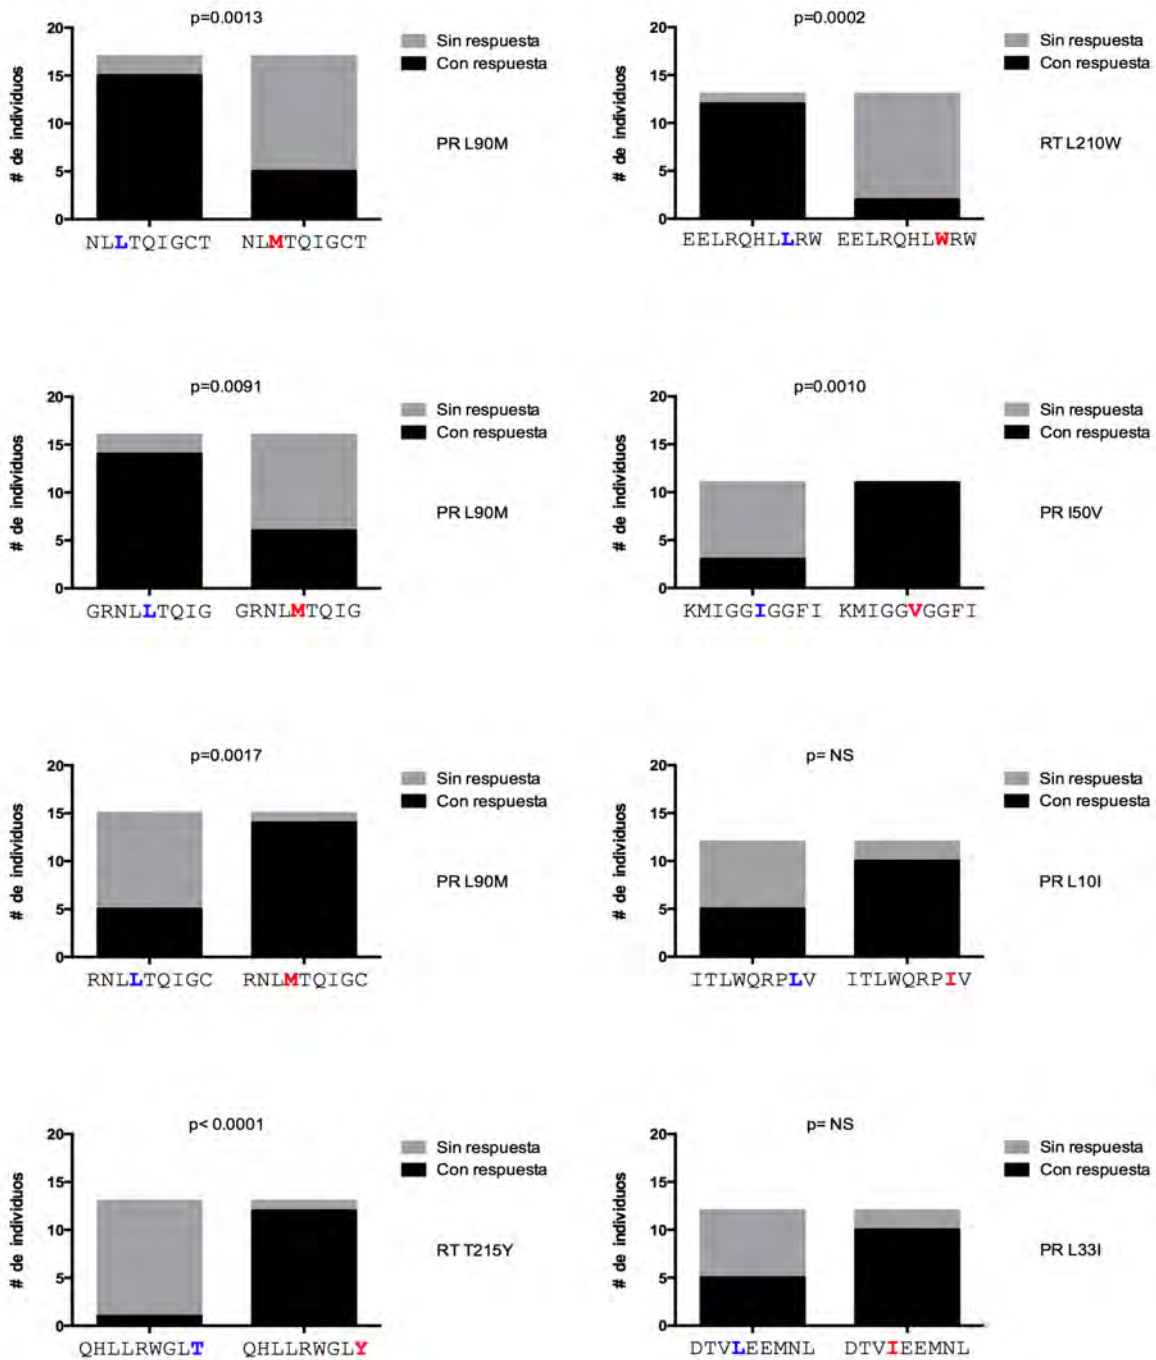 p=0.0013
# de individuos
20
15
10
5
0
NLLTQIGCT NLMTQIGCT
Sin respuesta
Con respuesta
PR L90M
p=0.0002
# de individuos
20
15
10
5
0
EELRQHLLRW EELRQHLWRW
Sin respuesta
Con respuesta
RT L210W
p=0.0091
# de individuos
20
15
10
5
0
GRNLLTQIG GRNLMTQIG
Sin respuesta
Con respuesta
PR L90M
p=0.0010
# de individuos
20
15
10
5
0
KMIGGIGGFI KMIGGVGGFI
Sin respuesta
Con respuesta
PR I50V
p=0.0017
# de individuos
20
15
10
5
0
RNLLTQIGC RNLMTQIGC
Sin respuesta
Con respuesta
PR L90M
p= NS
# de individuos
20
15
10
5
0
ITLWQRPLV ITLWQRPIV
Sin respuesta
Con respuesta
PR L10I
p< 0.0001
# de individuos
20
15
10
5
0
QHLLRWGLT QHLLRWGLY
Sin respuesta
Con respuesta
RT T215Y
p= NS
# de individuos
20
15
10
5
0
DTVLEEMNL DTVIEEMNL
Sin respuesta
Con respuesta
PR L33I